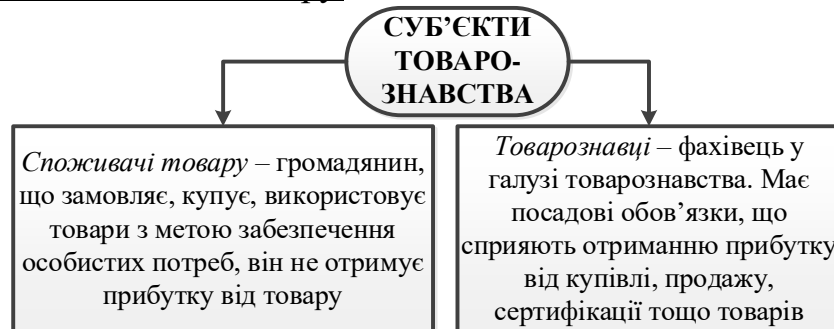 СУБ’ЄКТИ
ТОВАРО-
ЗНАВСТВА
Споживачі товару – громадянин,
що замовляє, купує, використовує
товари з метою забезпечення
особистих потреб, він не отримує
прибутку від товару
Товарознавці – фахівець у
галузі товарознавства. Має
посадові обов’язки, що
сприяють отриманню прибутку
від купівлі, продажу,
сертифікації тощо товарів